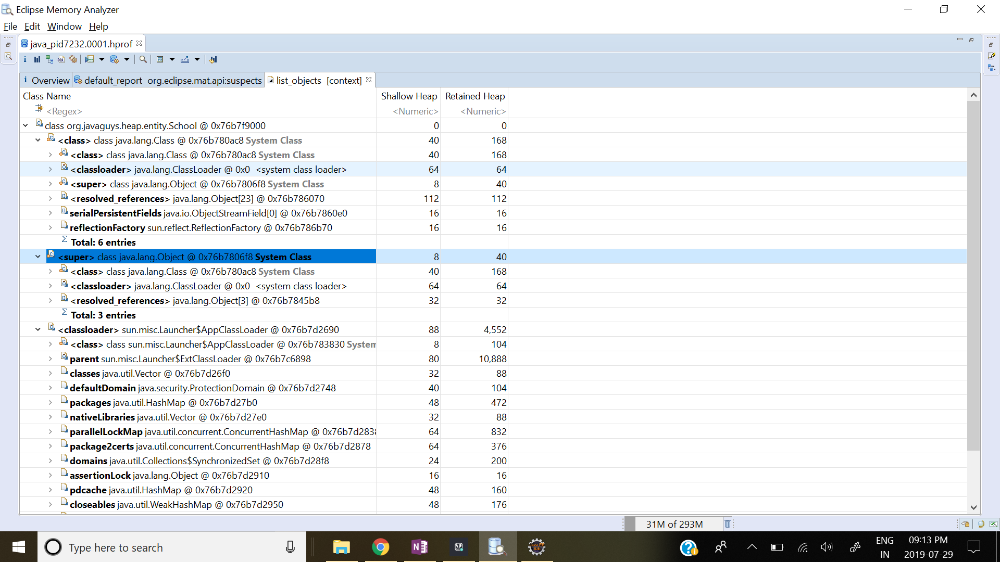 Eclipse Memory Analyzer
File Edit Window Help
java_pid7232.0001.hprof
i
i Overview default_report org.eclipse.mat.api:suspects list_objects [context]
Class Name Shallow Heap Retained Heap
<Regex> <Numeric> <Numeric>
class org.javaguys.heap.entity.School @ 0x76b7f9000 0 0
<class> class java.lang.Class @ 0x76b780ac8 System Class 40 168
<class> class java.lang.Class @ 0x76b780ac8 System Class 40 168
<classloader> java.lang.ClassLoader @ 0x0 <system class loader> 64 64
<super> class java.lang.Object @ 0x76b7806f8 System Class 8 40
<resolved_references> java.lang.Object[23] @ 0x76b786070 112 112
serialPersistentFields java.io.ObjectStreamField[0] @ 0x76b7860e0 16 16
reflectionFactory sun.reflect.ReflectionFactory @ 0x76b786b70 16 16
Σ Total: 6 entries
<super> class java.lang.Object @ 0x76b7806f8 System Class 8 40
<class> class java.lang.Class @ 0x76b780ac8 System Class 40 168
<classloader> java.lang.ClassLoader @ 0x0 <system class loader> 64 64
<resolved_references> java.lang.Object[3] @ 0x76b7845b8 32 32
Σ Total: 3 entries
<classloader> sun.misc.Launcher$AppClassLoader @ 0x76b7d2690 88 4,552
<class> class sun.misc.Launcher$AppClassLoader @ 0x76b783830 System 8 104
parent sun.misc.Launcher$ExtClassLoader @ 0x76b7c6898 80 10,888
classes java.util.Vector @ 0x76b7d26f0 32 88
defaultDomain java.security.ProtectionDomain @ 0x76b7d2748 40 104
packages java.util.HashMap @ 0x76b7d27b0 48 472
nativeLibraries java.util.Vector @ 0x76b7d27e0 32 88
parallelLockMap java.util.concurrent.ConcurrentHashMap @ 0x76b7d2838 64 832
package2certs java.util.concurrent.ConcurrentHashMap @ 0x76b7d2878 64 376
domains java.util.Collections$SynchronizedSet @ 0x76b7d28f8 24 200
assertionLock java.lang.Object @ 0x76b7d2910 16 16
pdcache java.util.HashMap @ 0x76b7d2920 48 160
closeables java.util.WeakHashMap @ 0x76b7d2950 48 176
31M of 293M
Type here to search
ENG
IN
09:13 PM
2019-07-29